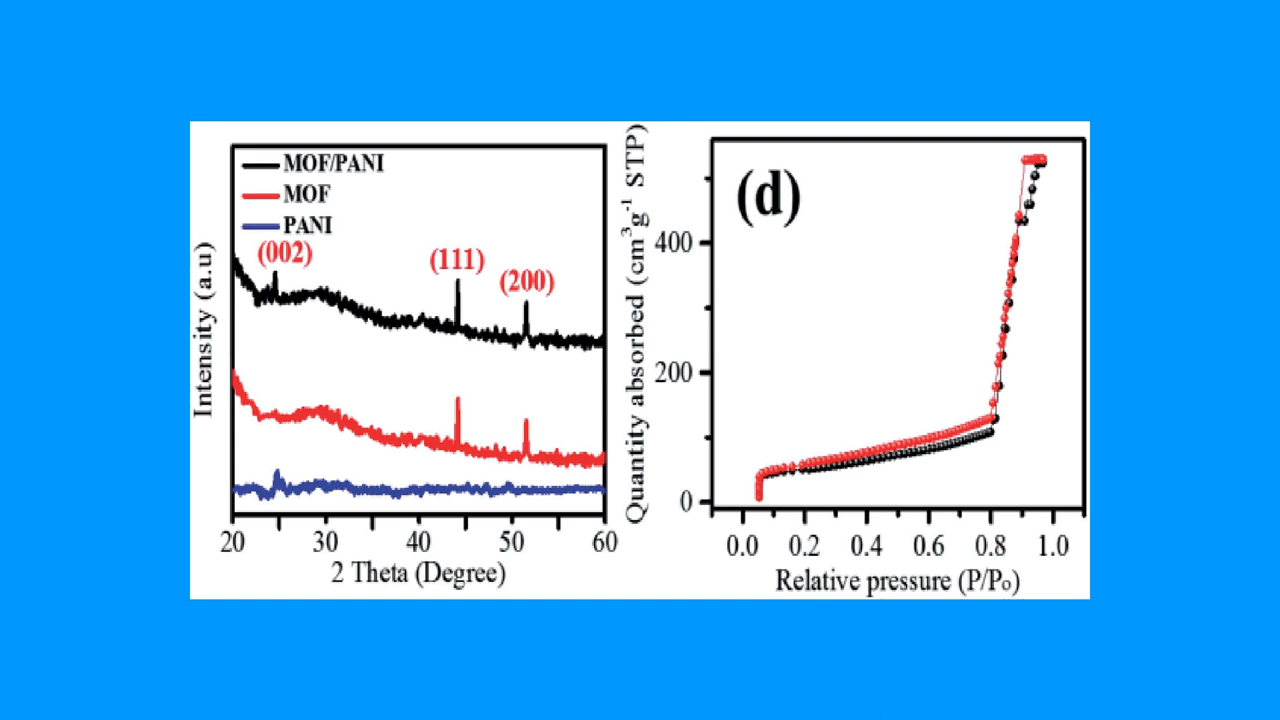 MOF/PANI
MOF
PANI
(002)
(111)
(200)
Intensity (a.u)
20 30 40 50 60
2 Theta (Degree)
(d)
Quantity absorbed (cm³g⁻¹ STP)
400
200
0
0.0 0.2 0.4 0.6 0.8 1.0
Relative pressure (P/Po)